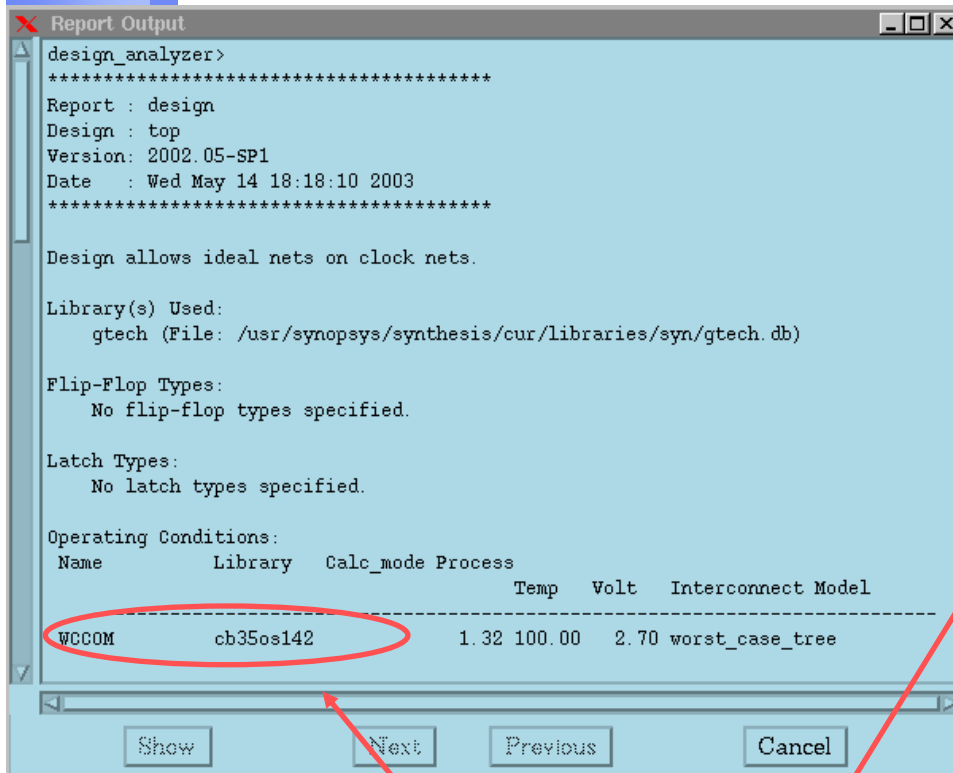 Report Output
design_analyzer>
****************************************
Report : design
Design : top
Version: 2002.05-SP1
Date   : Wed May 14 18:18:10 2003
****************************************
Design allows ideal nets on clock nets.
Library(s) Used:
    gtech (File: /usr/synopsys/synthesis/cur/libraries/syn/gtech.db)
Flip-Flop Types:
    No flip-flop types specified.
Latch Types:
    No latch types specified.
Operating Conditions:
 Name          Library   Calc_mode Process
                                          Temp   Volt   Interconnect Model
--------------------------------------------------------------------------------
 WCCOM         cb35os142             1.32 100.00   2.70 worst_case_tree
Show Next Previous Cancel